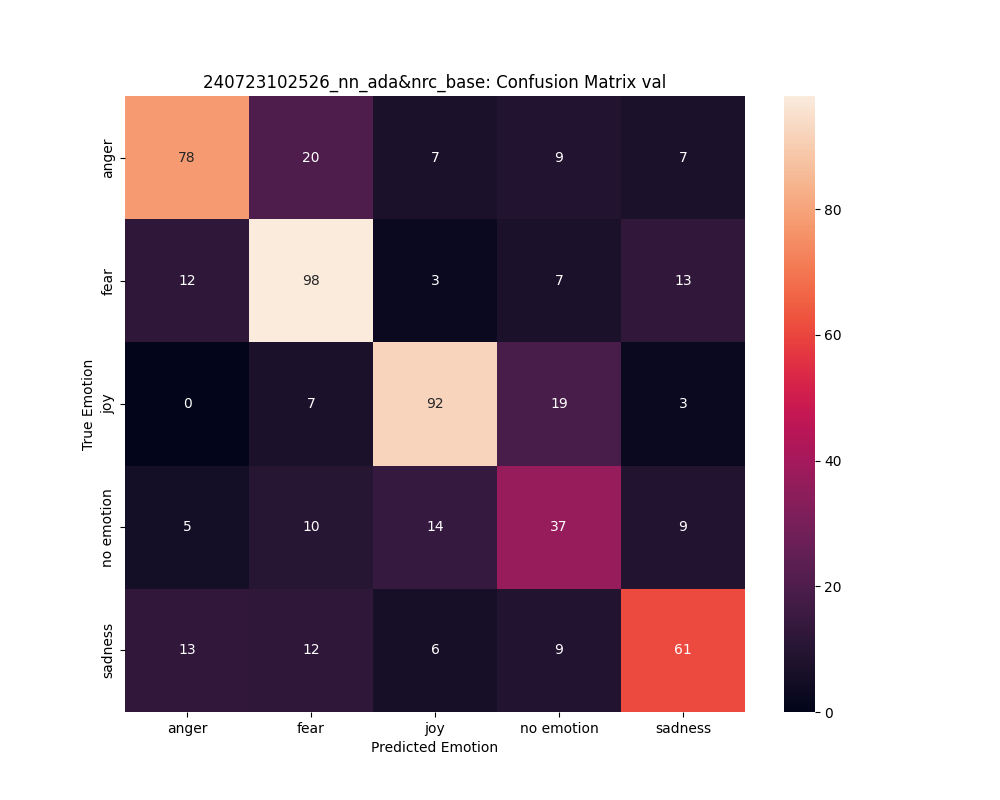 240723102526_nn_ada&nrc_base: Confusion Matrix val
anger 78 20 7 9 7
fear 12 98 3 7 13
joy 0 7 92 19 3
no emotion 5 10 14 37 9
sadness 13 12 6 9 61
anger fear joy no emotion sadness
Predicted Emotion
True Emotion
80
60
40
20
0